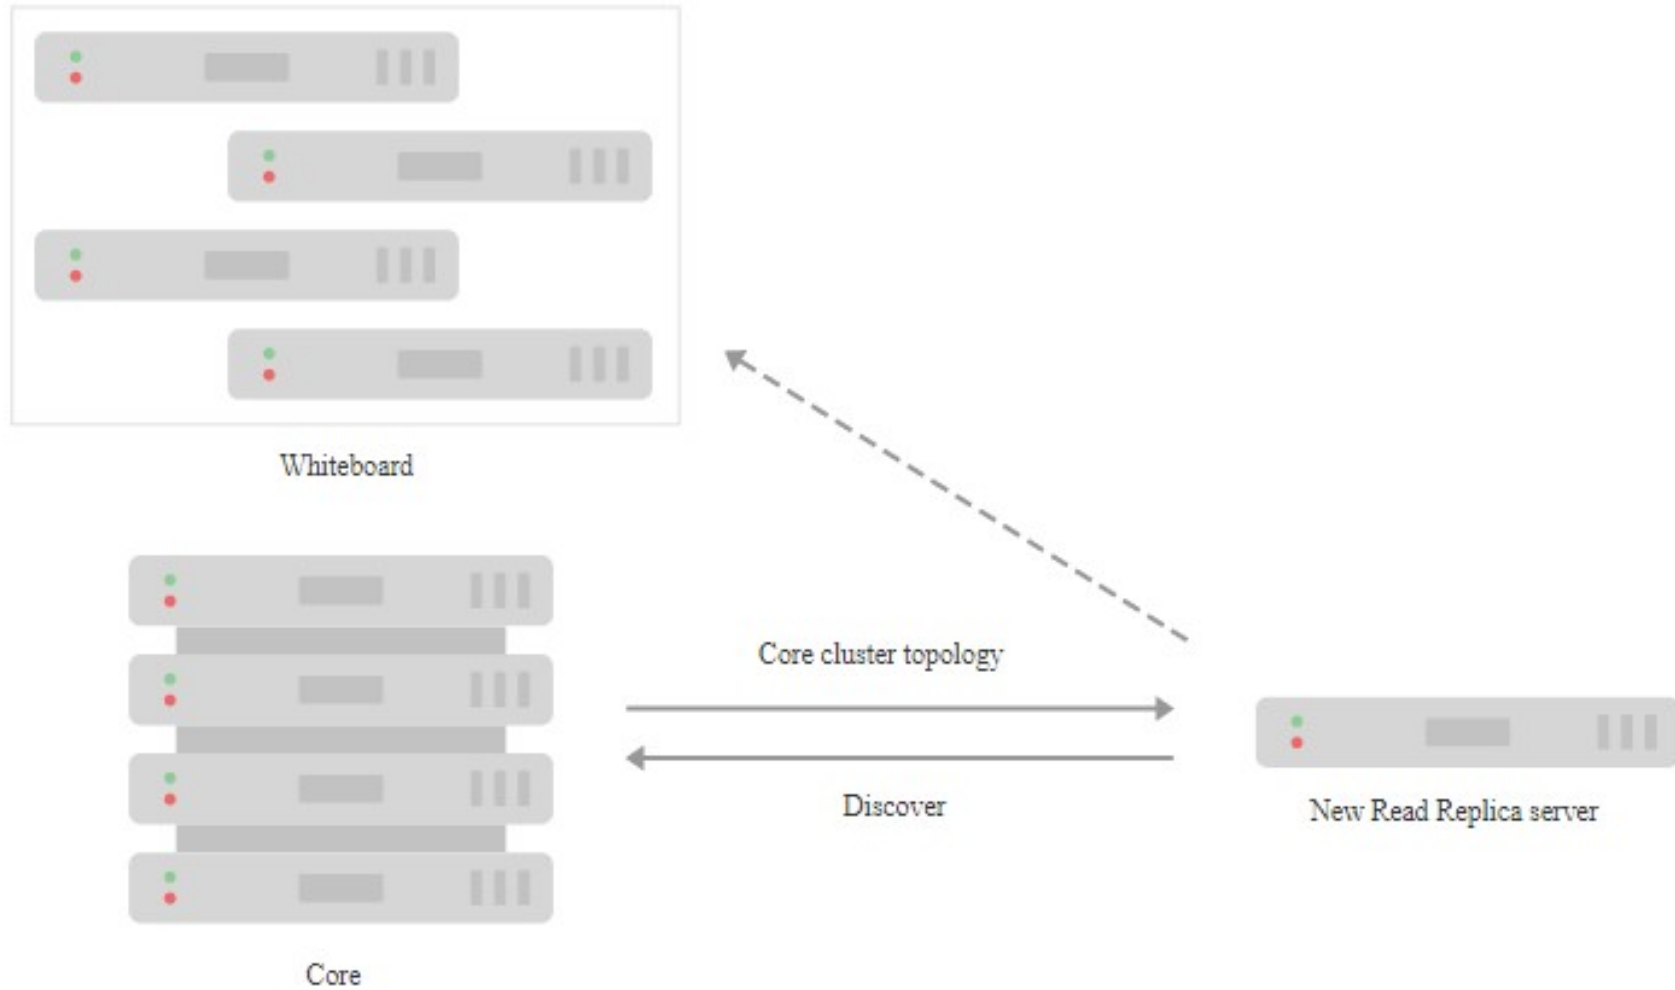 Whiteboard
Core cluster topology
Discover
New Read Replica server
Core